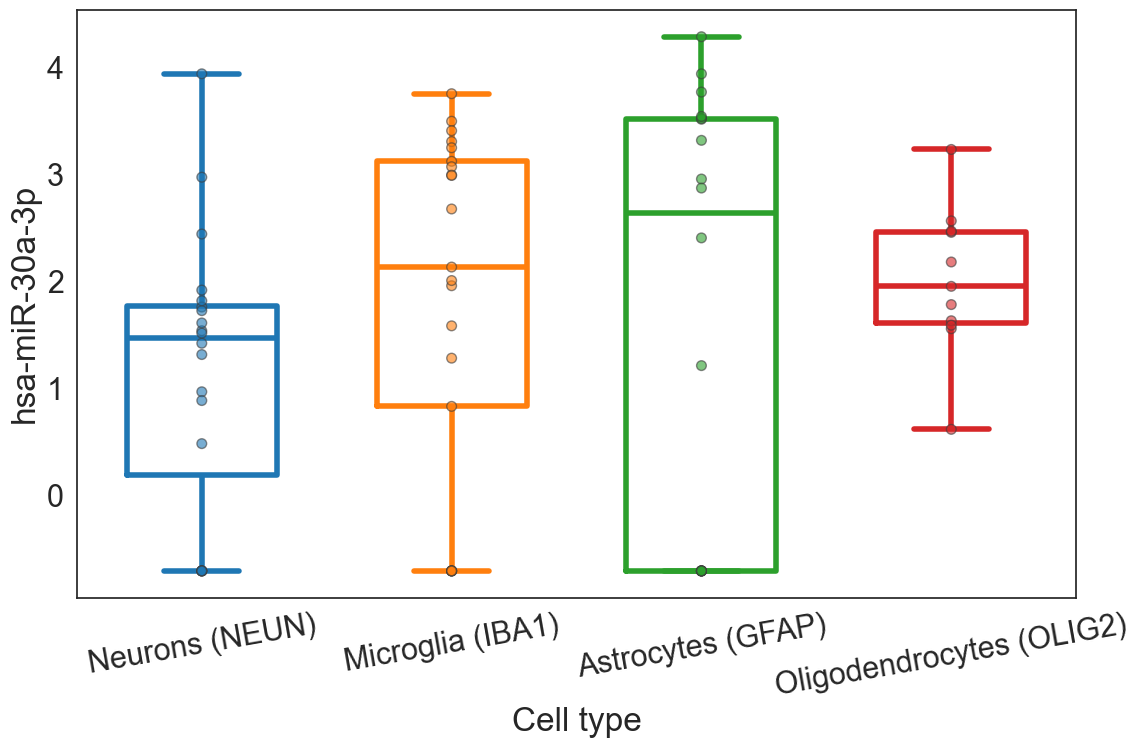 hsa-miR-30a-3p
4
3
2
1
0
Neurons (NEUN)
Microglia (IBA1)
Astrocytes (GFAP)
Oligodendrocytes (OLIG2)
Cell type